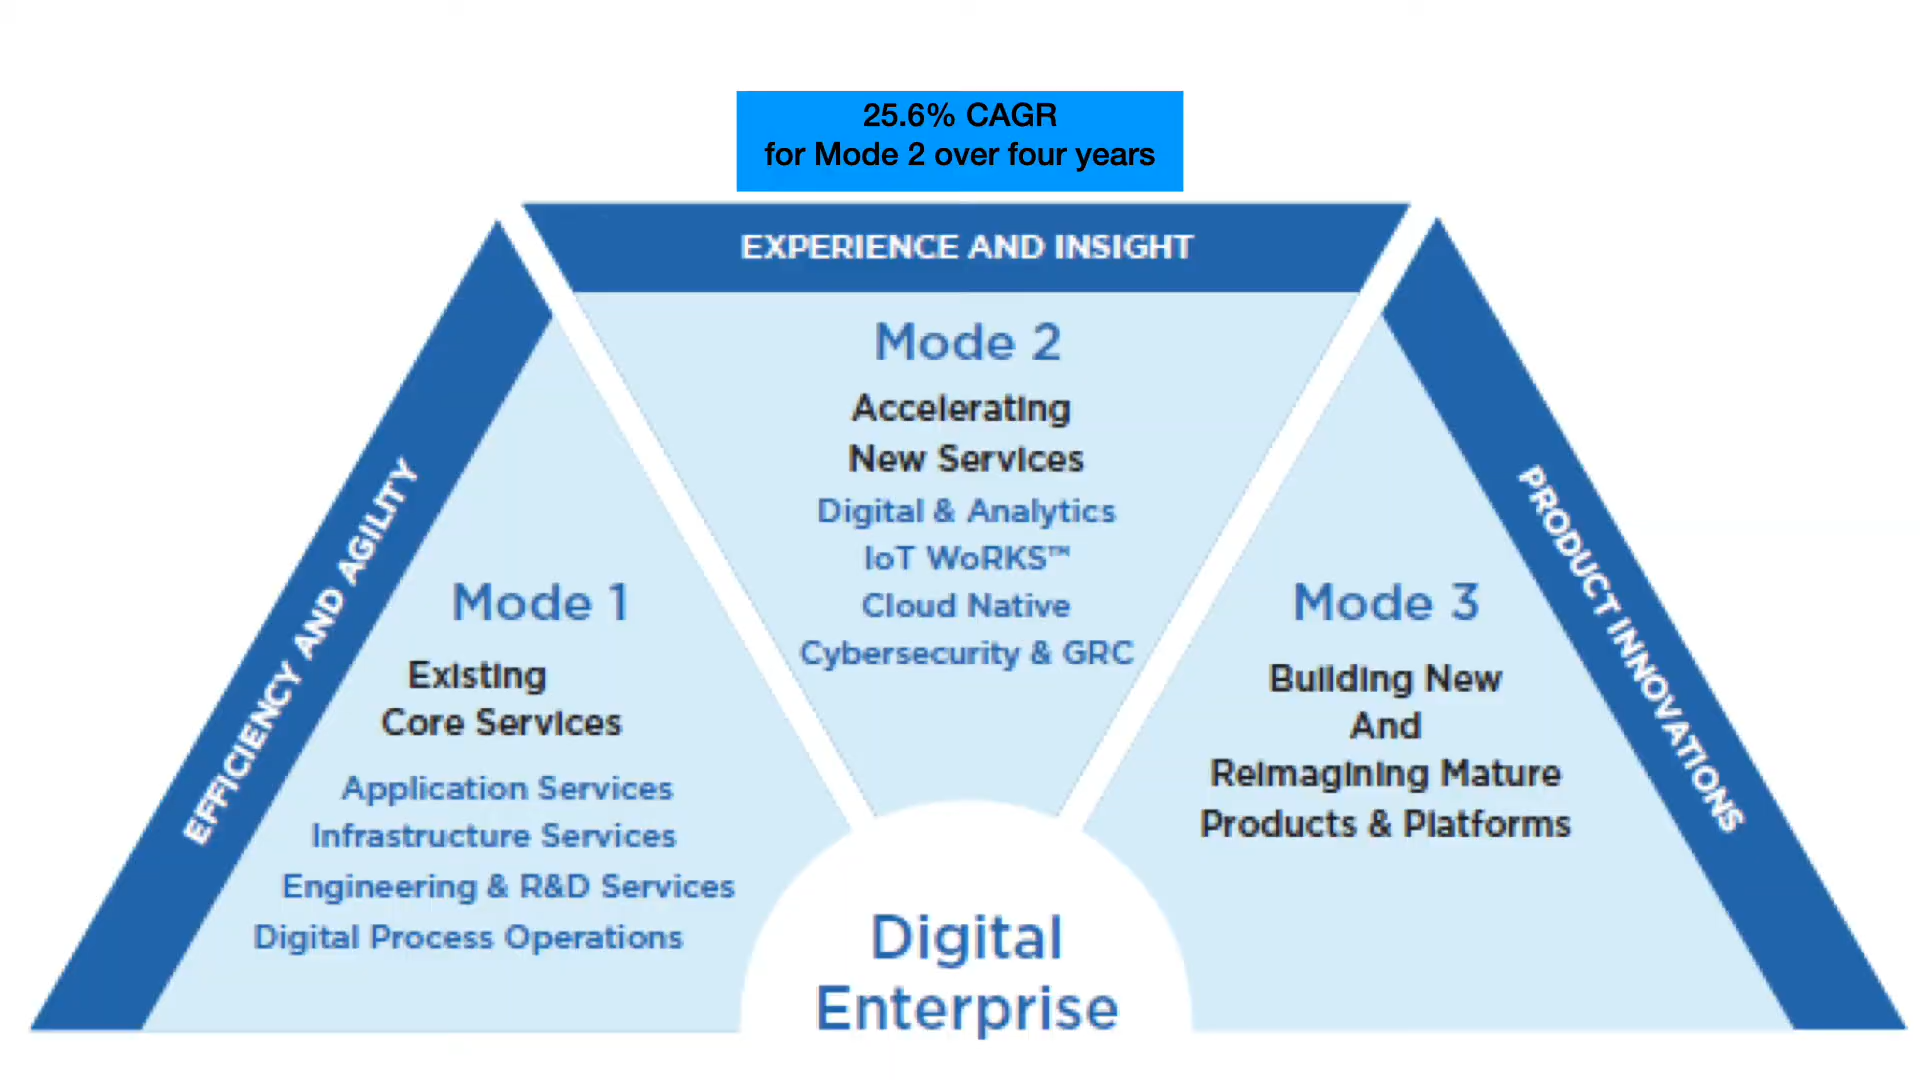 25.6% CAGR
for Mode 2 over four years
EXPERIENCE AND INSIGHT
Mode 2
Accelerating
New Services
Digital & Analytics
IoT WoRKS™
Cloud Native
Cybersecurity & GRC
EFFICIENCY AND AGILITY
Mode 1
Existing
Core Services
Application Services
Infrastructure Services
Engineering & R&D Services
Digital Process Operations
PRODUCT INNOVATIONS
Mode 3
Building New
And
Reimagining Mature
Products & Platforms
Digital
Enterprise